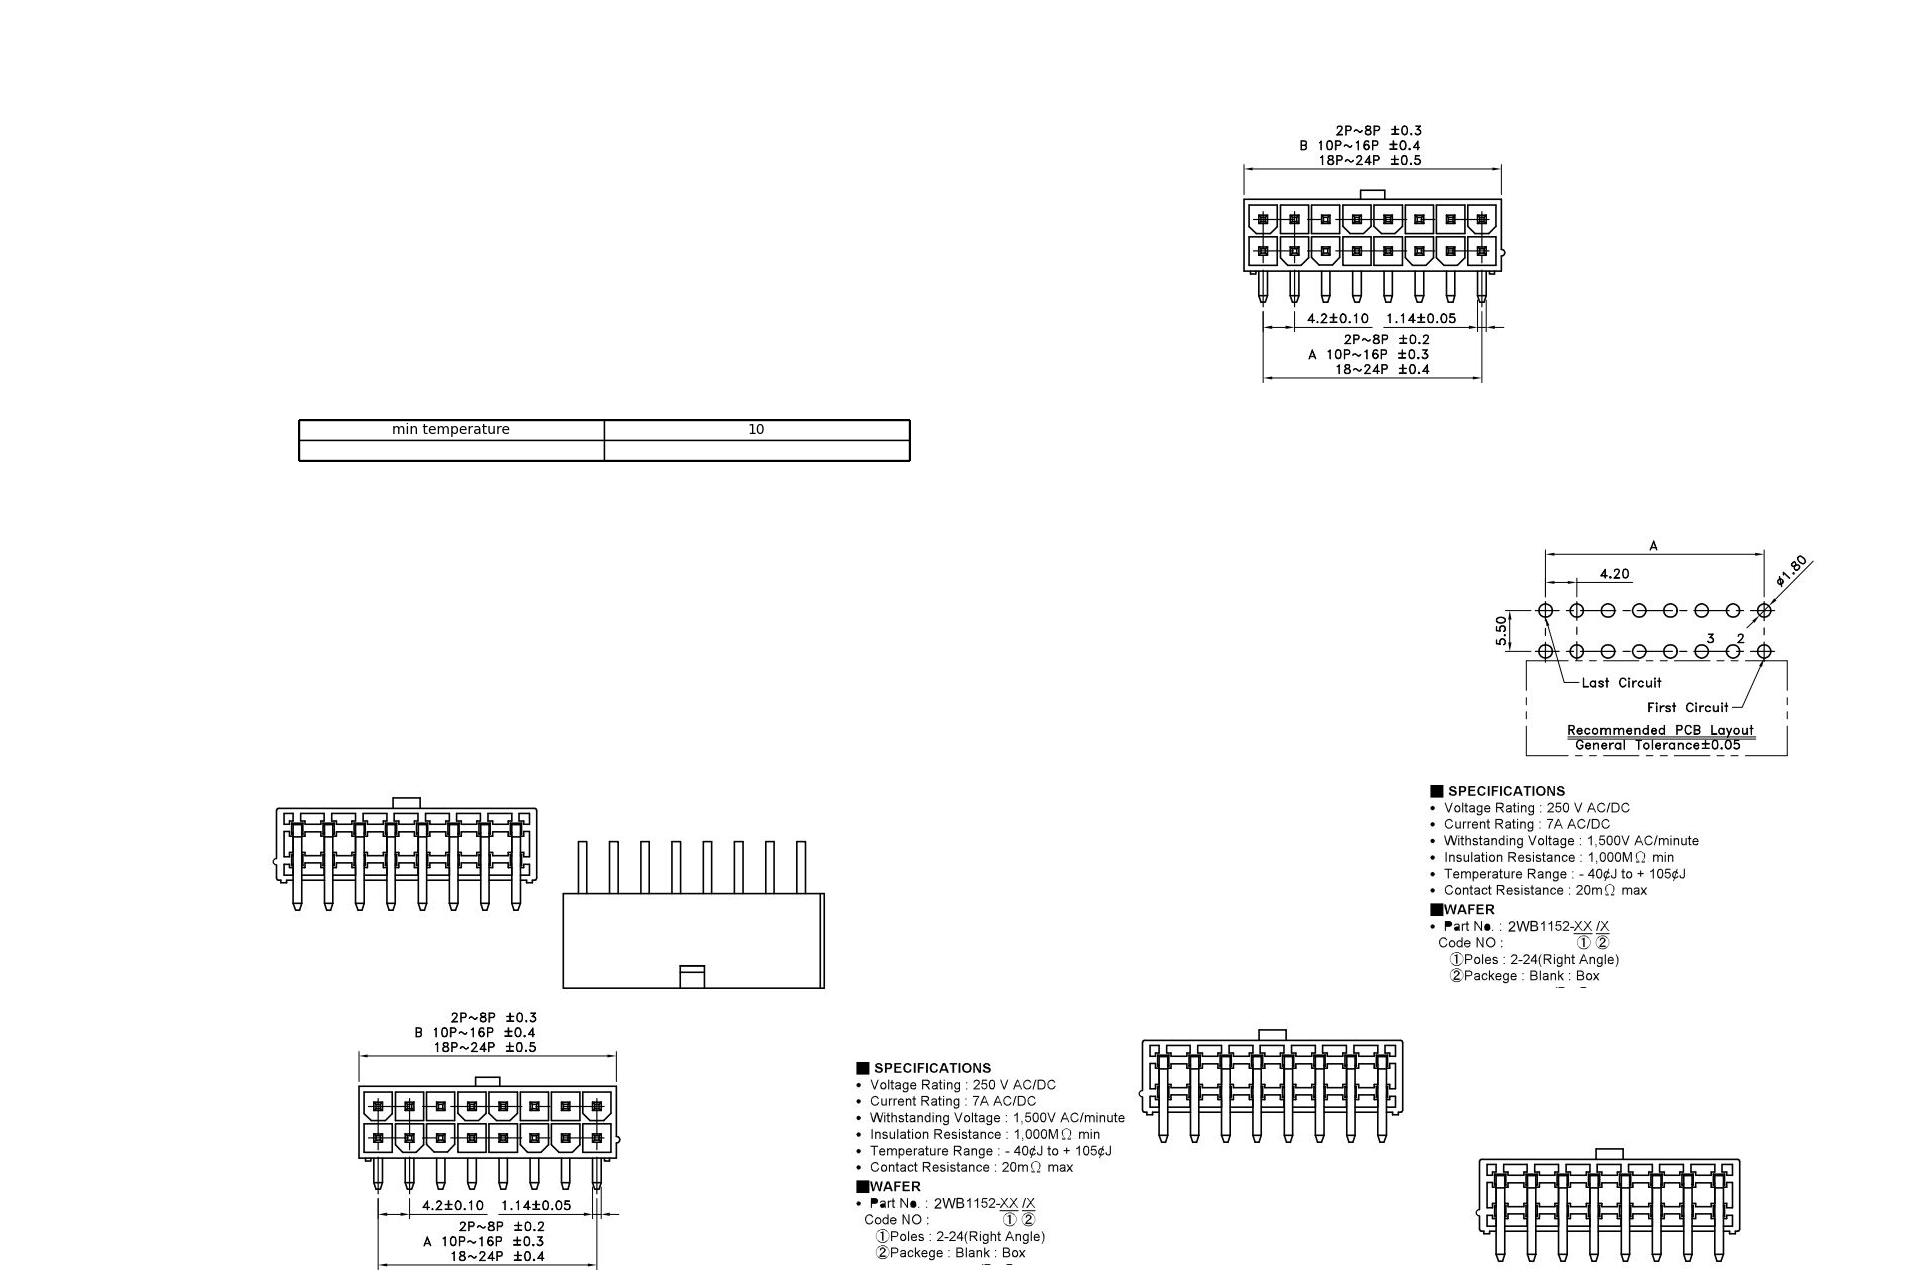 2P~8P ±0.3
B 10P~16P ±0.4
18P~24P ±0.5
4.2±0.10 1.14±0.05
2P~8P ±0.2
A 10P~16P ±0.3
18~24P ±0.4
min temperature 10
A
4.20
ø1.80
5.50
3 2
Last Circuit
First Circuit
Recommended PCB Layout
General Tolerance±0.05
■ SPECIFICATIONS
• Voltage Rating : 250 V AC/DC
• Current Rating : 7A AC/DC
• Withstanding Voltage : 1,500V AC/minute
• Insulation Resistance : 1,000MΩ min
• Temperature Range : - 40¢J to + 105¢J
• Contact Resistance : 20mΩ max
■WAFER
• Part No. : 2WB1152-XX /X
Code NO : ① ②
①Poles : 2-24(Right Angle)
②Packege : Blank : Box
2P~8P ±0.3
B 10P~16P ±0.4
18P~24P ±0.5
4.2±0.10 1.14±0.05
2P~8P ±0.2
A 10P~16P ±0.3
18~24P ±0.4
■ SPECIFICATIONS
• Voltage Rating : 250 V AC/DC
• Current Rating : 7A AC/DC
• Withstanding Voltage : 1,500V AC/minute
• Insulation Resistance : 1,000MΩ min
• Temperature Range : - 40¢J to + 105¢J
• Contact Resistance : 20mΩ max
■WAFER
• Part No. : 2WB1152-XX /X
Code NO : ① ②
①Poles : 2-24(Right Angle)
②Packege : Blank : Box